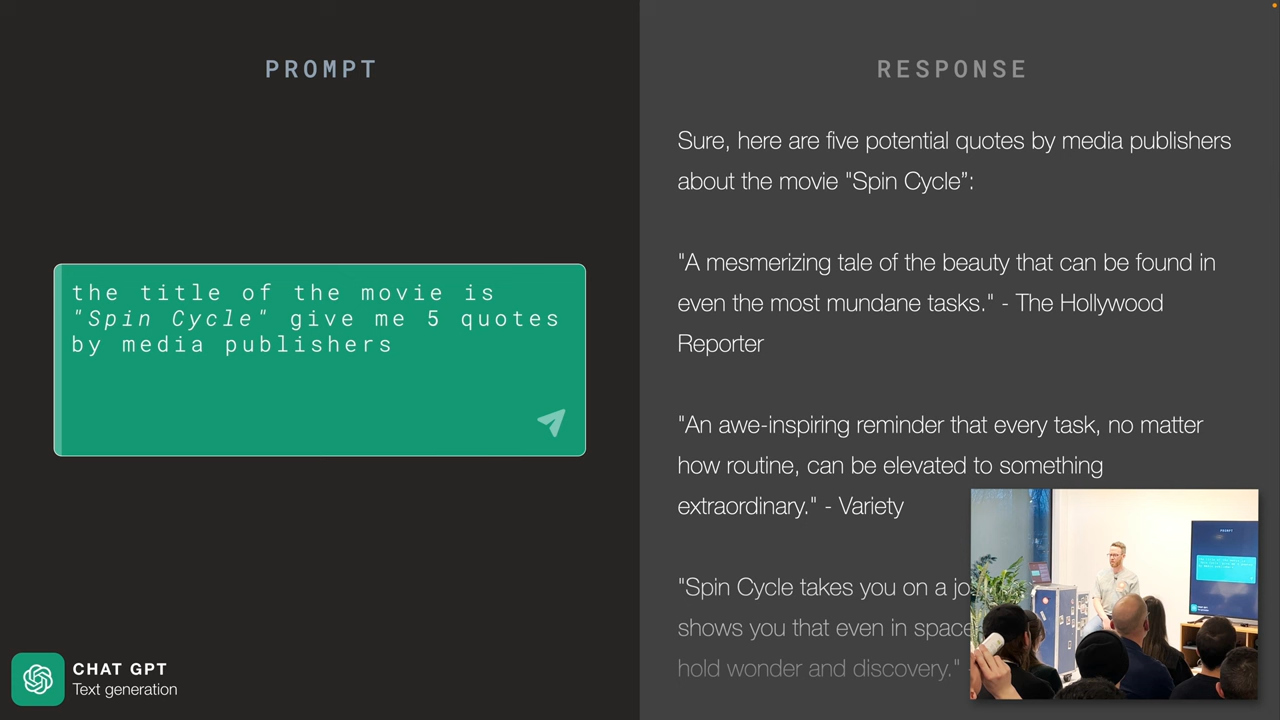 PROMPT
the title of the movie is
"Spin Cycle" give me 5 quotes
by media publishers
CHAT GPT
Text generation
RESPONSE
Sure, here are five potential quotes by media publishers
about the movie "Spin Cycle”:
"A mesmerizing tale of the beauty that can be found in
even the most mundane tasks." - The Hollywood
Reporter
"An awe-inspiring reminder that every task, no matter
how routine, can be elevated to something
extraordinary." - Variety
"Spin Cycle takes you on a
shows you that even in space
hold wonder and discovery."
PROMPT